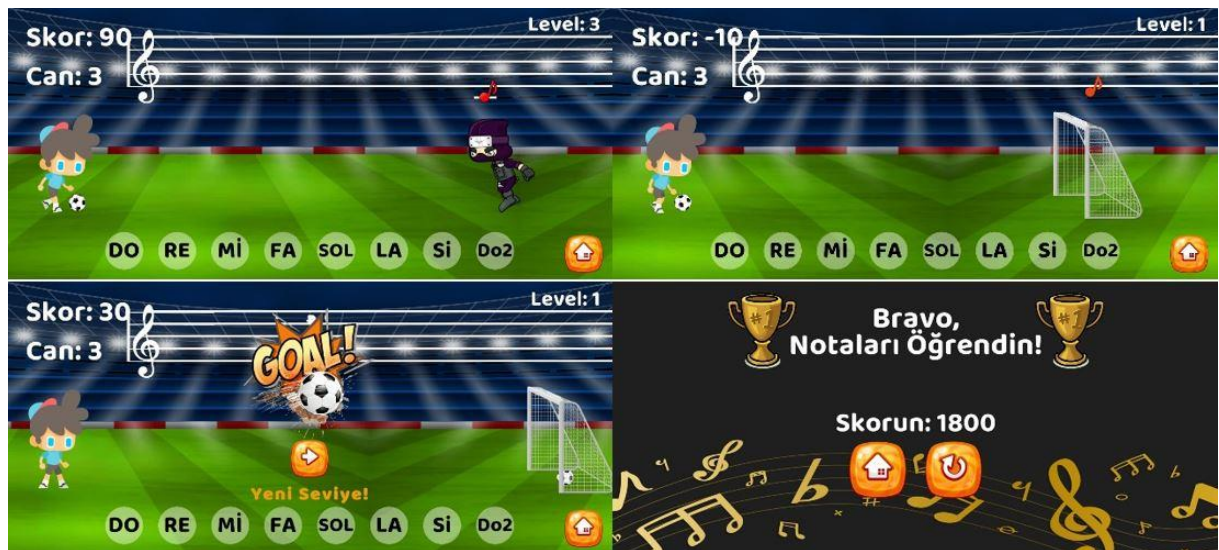 Skor: 90
Level: 3
Can: 3
DO RE Mİ FA SOL LA Sİ Do2
Skor: -10
Level: 1
Can: 3
DO RE Mİ FA SOL LA Sİ Do2
Skor: 30
Level: 1
Can: 3
GOAL!
Yeni Seviye!
DO RE Mİ FA SOL LA Sİ Do2
#1
Bravo,
#1
Notaları Öğrendin!
Skorun: 1800